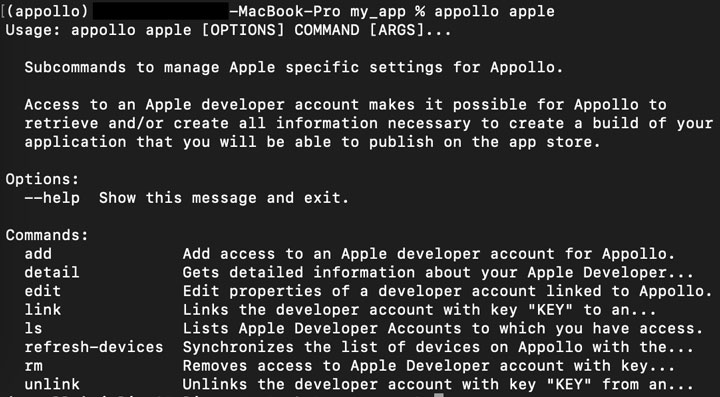 (appollo) -MacBook-Pro my_app % appollo apple
Usage: appollo apple [OPTIONS] COMMAND [ARGS]...
Subcommands to manage Apple specific settings for Appollo.
Access to an Apple developer account makes it possible for Appollo to
retrieve and/or create all information necessary to create a build of your
application that you will be able to publish on the app store.
Options:
--help  Show this message and exit.
Commands:
add  Add access to an Apple developer account for Appollo.
detail  Gets detailed information about your Apple Developer...
edit  Edit properties of a developer account linked to Appollo.
link  Links the developer account with key "KEY" to an...
ls  Lists Apple Developer Accounts to which you have access.
refresh-devices  Synchronizes the list of devices on Appollo with the...
rm  Removes access to Apple Developer account with key...
unlink  Unlinks the developer account with key "KEY" from an...